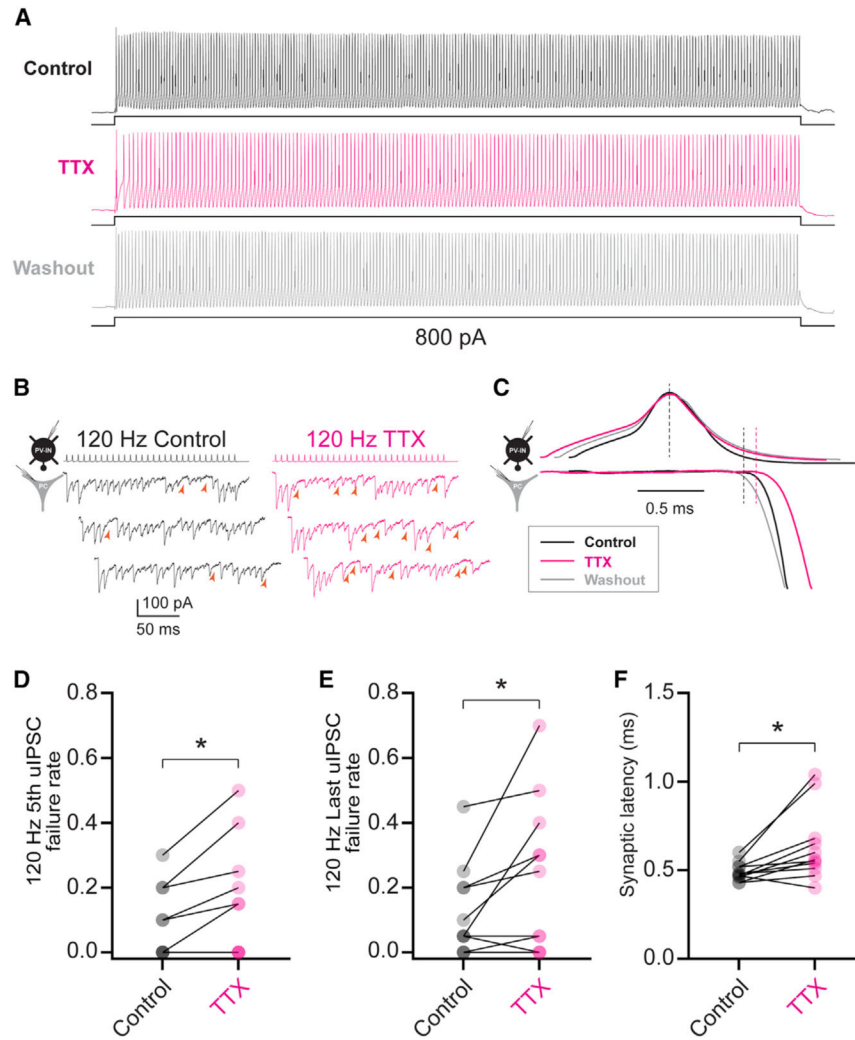 A
Control
TTX
Washout
800 pA
B
120 Hz Control
120 Hz TTX
PV-IN
PC
100 pA
50 ms
C
PV-IN
PC
0.5 ms
Control
TTX
Washout
D
120 Hz 5th uIPSC
failure rate
0.8
0.6
0.4
0.2
0.0
*
Control
TTX
E
120 Hz Last uIPSC
failure rate
0.8
0.6
0.4
0.2
0.0
*
Control
TTX
F
Synaptic latency (ms)
1.5
1.0
0.5
0.0
*
Control
TTX